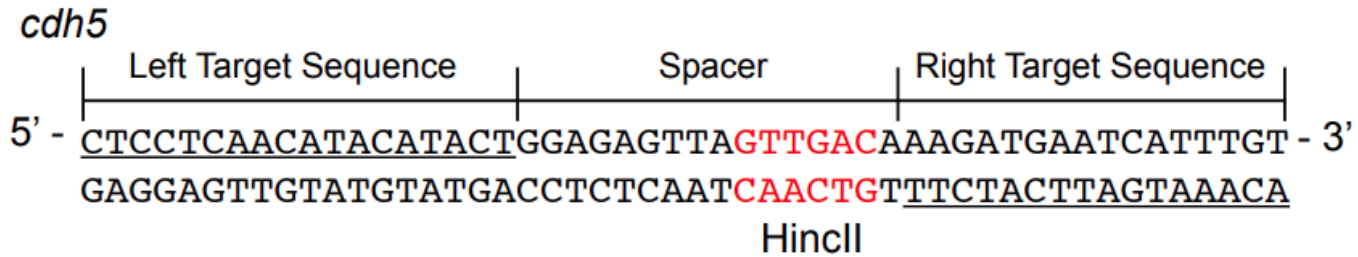 cdh5
Left Target Sequence Spacer Right Target Sequence
5’ - CTCCTCAACATACATACTGGAGAGTTAGTTGACAAAGATGAATCATTTGT - 3’
GAGGAGTTGTATGTATGACCTCTCAATCAACTGTTTCTACTTAGTAAACA
HincII